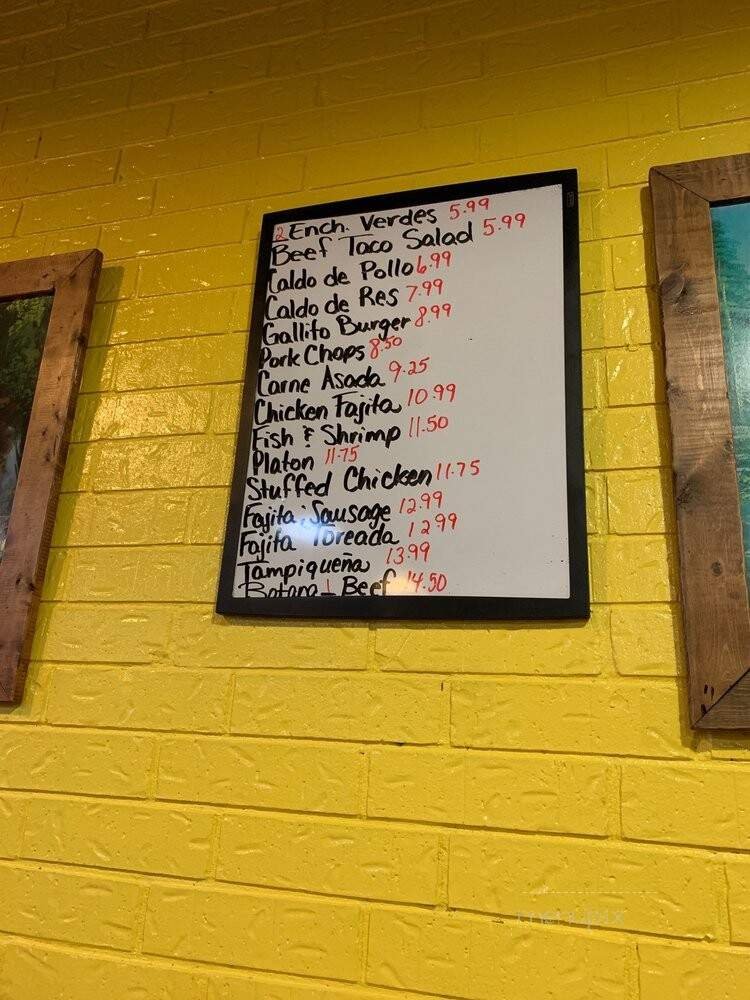 2 Ench. Verdes 5.99
Beef Taco Salad 5.99
Caldo de Pollo 6.99
Caldo de Res 7.99
Gallito Burger 8.99
Pork Chops 8.50
Carne Asada 9.25
Chicken Fajita 10.99
Fish & Shrimp 11.50
Platon 11.75
Stuffed Chicken 11.75
Fajita ; Sausage 12.99
Fajita Toreada 12.99
Tampiqueña 13.99
Botana 1 Beef 14.50
menupix